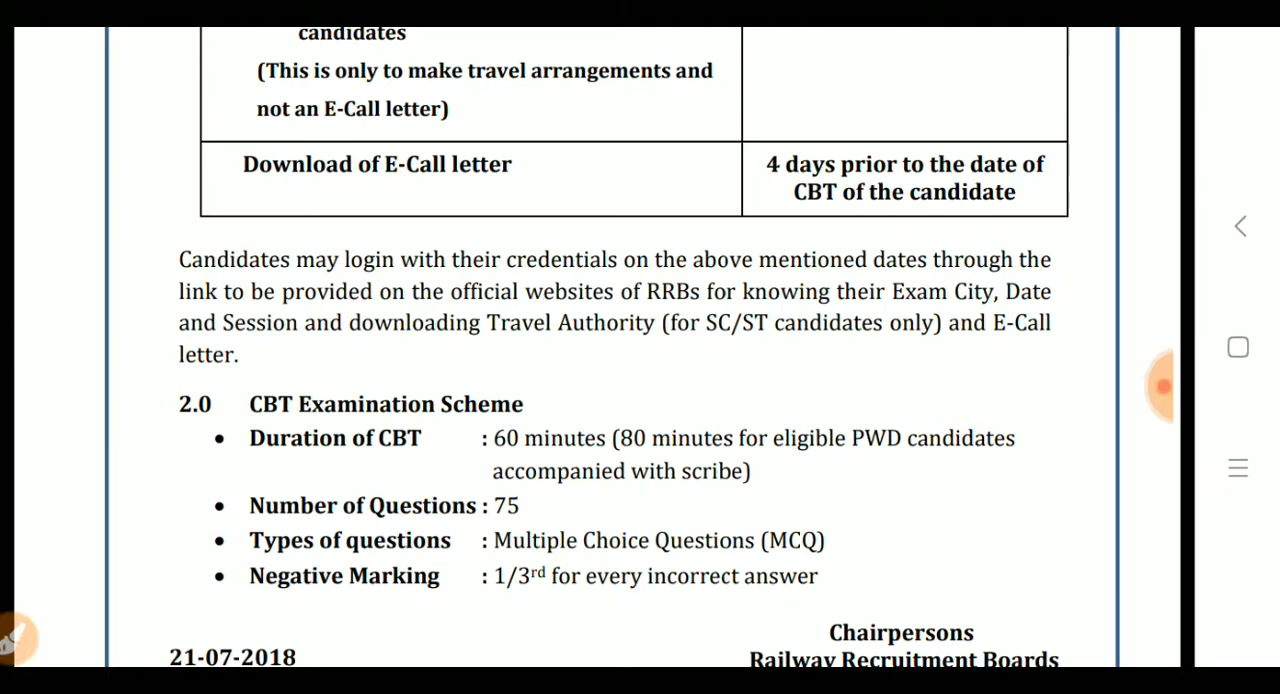 candidates
(This is only to make travel arrangements and
not an E-Call letter)
Download of E-Call letter
4 days prior to the date of
CBT of the candidate
Candidates may login with their credentials on the above mentioned dates through the
link to be provided on the official websites of RRBs for knowing their Exam City, Date
and Session and downloading Travel Authority (for SC/ST candidates only) and E-Call
letter.
2.0 CBT Examination Scheme
• Duration of CBT : 60 minutes (80 minutes for eligible PWD candidates
accompanied with scribe)
• Number of Questions : 75
• Types of questions : Multiple Choice Questions (MCQ)
• Negative Marking : 1/3rd for every incorrect answer
Chairpersons
21-07-2018 Railway Recruitment Boards